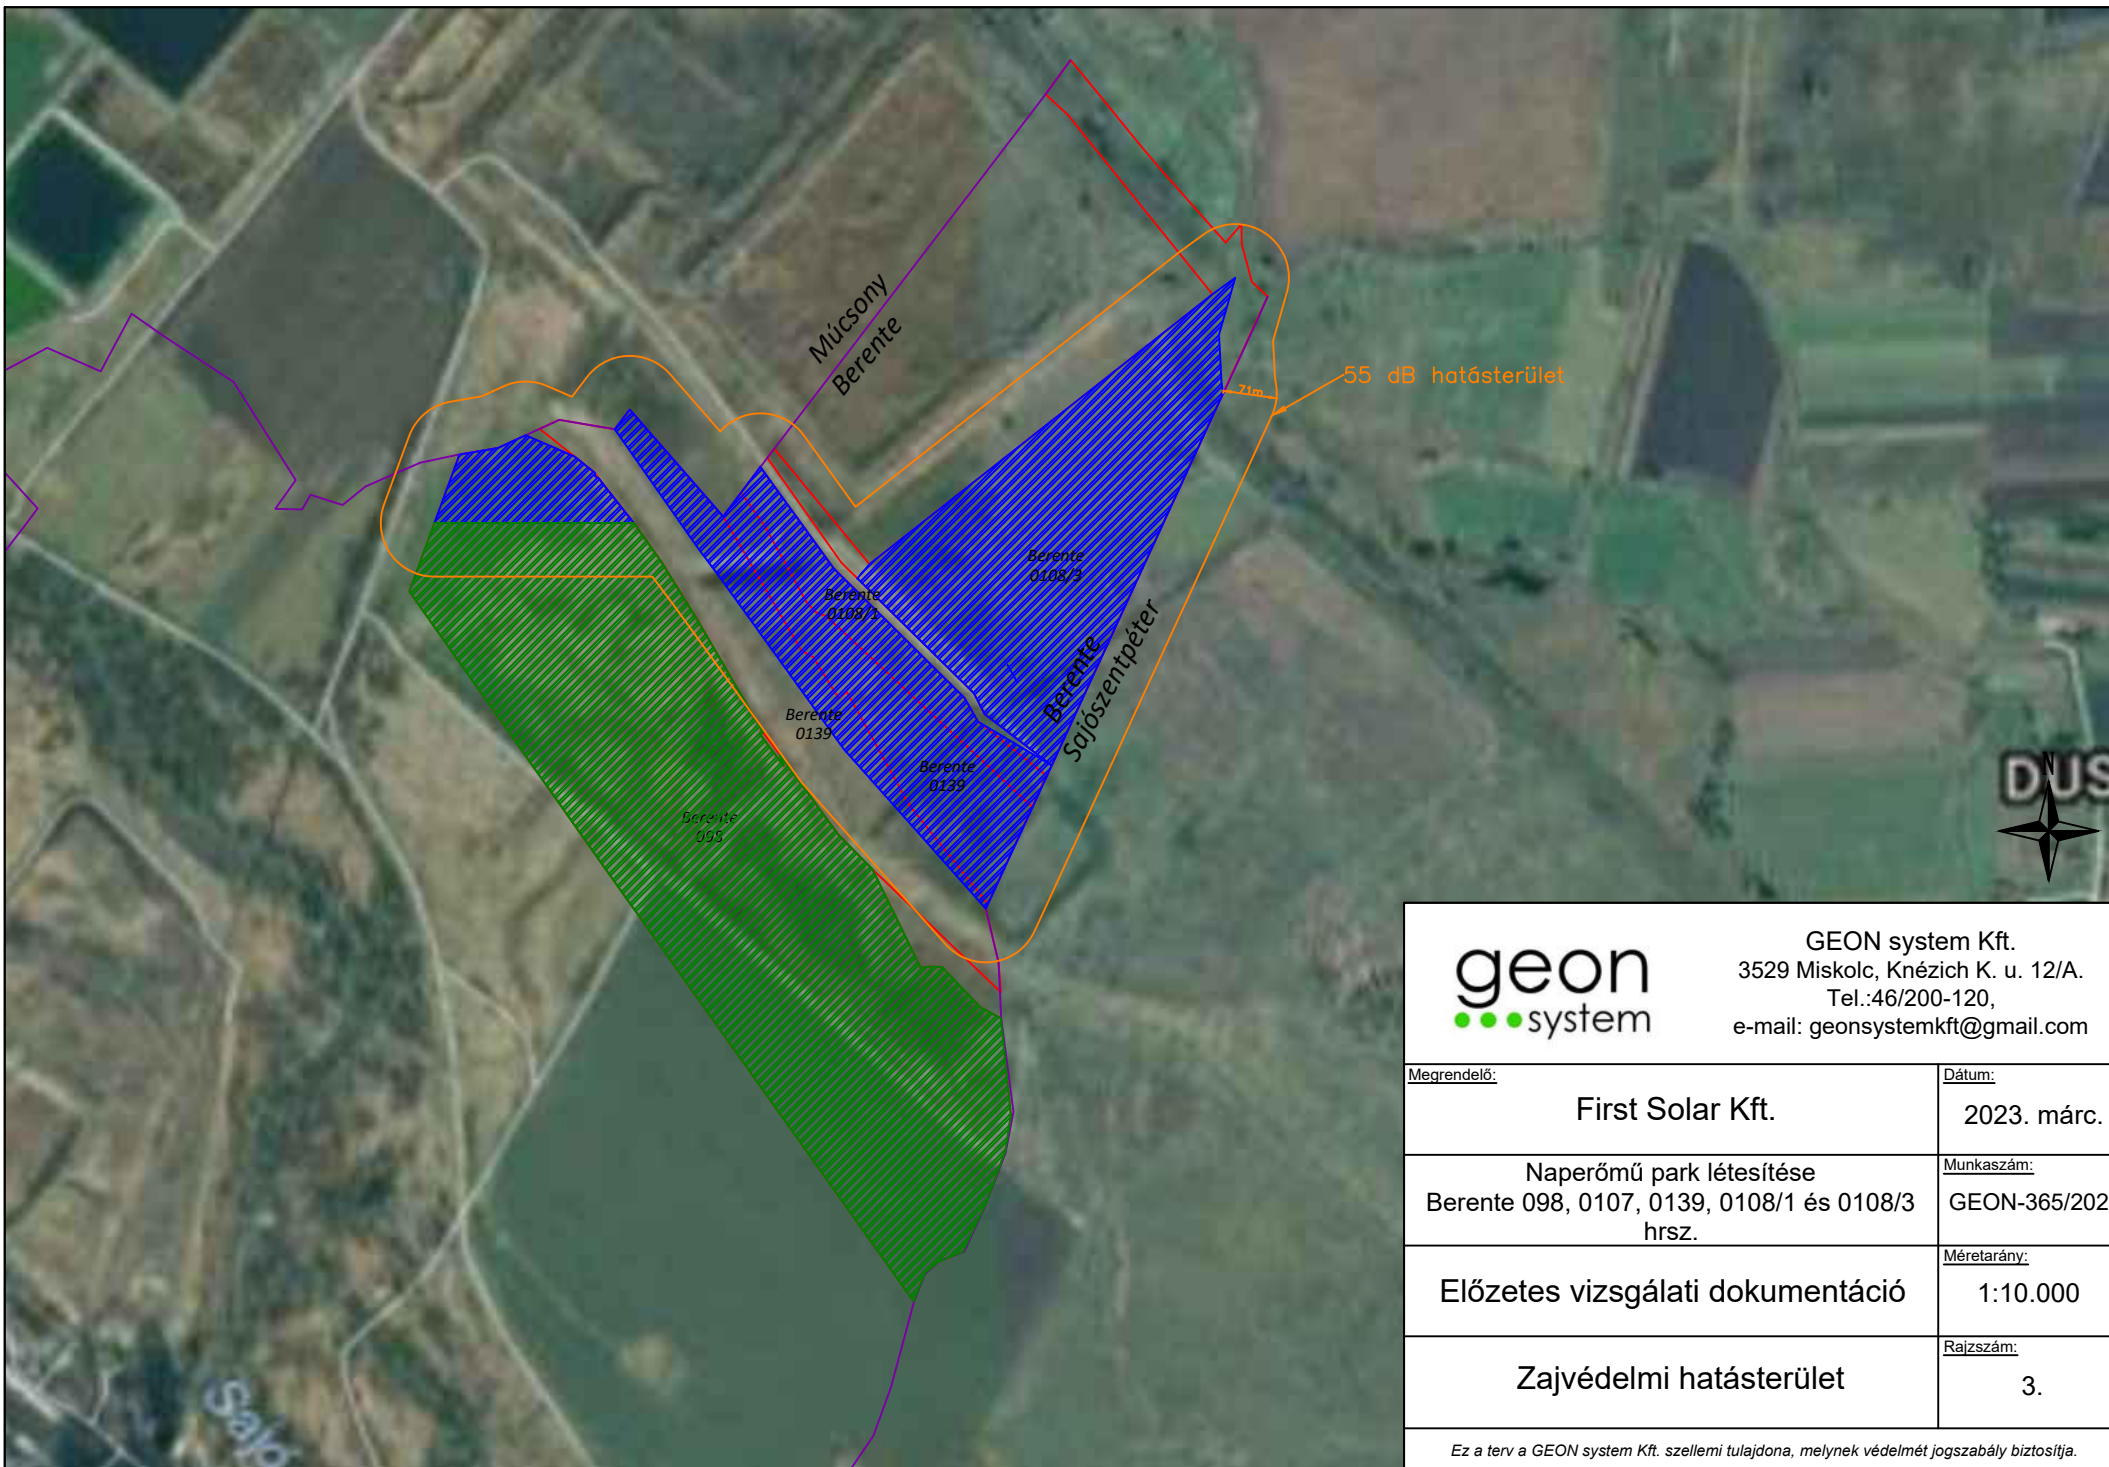 Múcsony
Berente
55 dB hatásterület
71m
Berente
0108/3
Berente
0108/1
Berente
Sajószentpéter
Berente
0139
Berente
0139
Berente
098
Sajó
DUS
N
geon
system
GEON system Kft.
3529 Miskolc, Knézich K. u. 12/A.
Tel.:46/200-120,
e-mail: geonsystemkft@gmail.com
Megrendelő:
First Solar Kft.
Dátum:
2023. márc.
Naperőmű park létesítése
Berente 098, 0107, 0139, 0108/1 és 0108/3
hrsz.
Munkaszám:
GEON-365/202
Előzetes vizsgálati dokumentáció
Méretarány:
1:10.000
Zajvédelmi hatásterület
Rajzszám:
3.
Ez a terv a GEON system Kft. szellemi tulajdona, melynek védelmét jogszabály biztosítja.